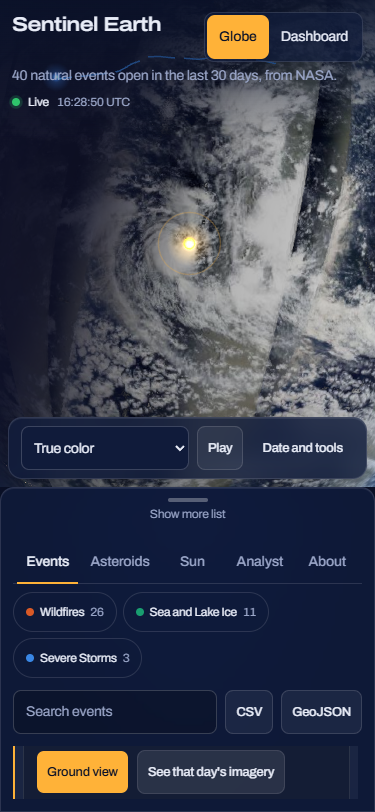 Sentinel Earth
Globe
Dashboard
40 natural events open in the last 30 days, from NASA.
Live 16:28:50 UTC
True color
Play
Date and tools
Show more list
Events
Asteroids
Sun
Analyst
About
Wildfires 26
Sea and Lake Ice 11
Severe Storms 3
Search events
CSV
GeoJSON
Ground view
See that day's imagery